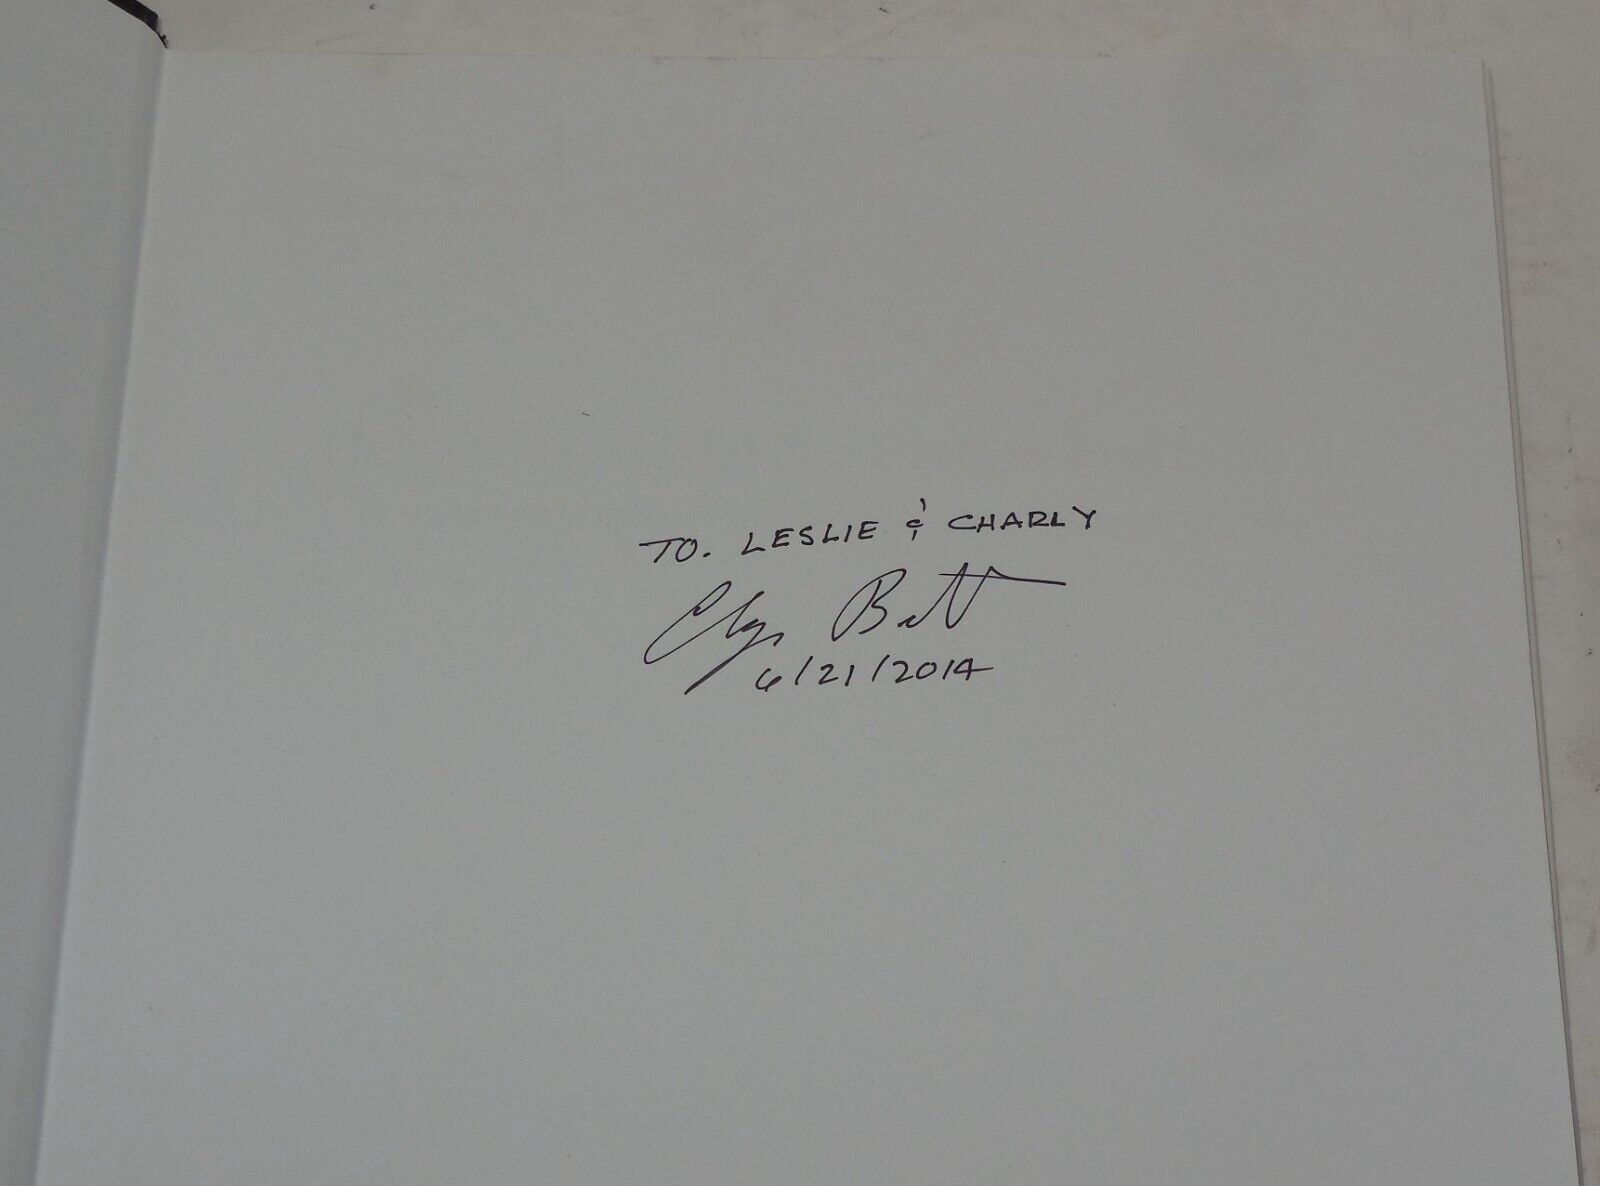 TO. LESLIE & CHARLY
6/21/2014